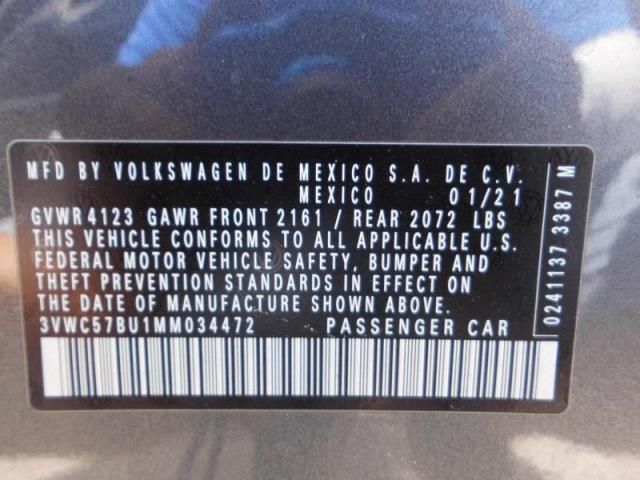 MFD BY VOLKSWAGEN DE MEXICO S.A. DE C.V.
MEXICO 01/21
GVWR 4123 GAWR FRONT 2161 / REAR 2072 LBS
THIS VEHICLE CONFORMS TO ALL APPLICABLE U.S.
FEDERAL MOTOR VEHICLE SAFETY, BUMPER AND
THEFT PREVENTION STANDARDS IN EFFECT ON
THE DATE OF MANUFACTURE SHOWN ABOVE.
3VWC57BU1MM034472 PASSENGER CAR
0241137 3387 M